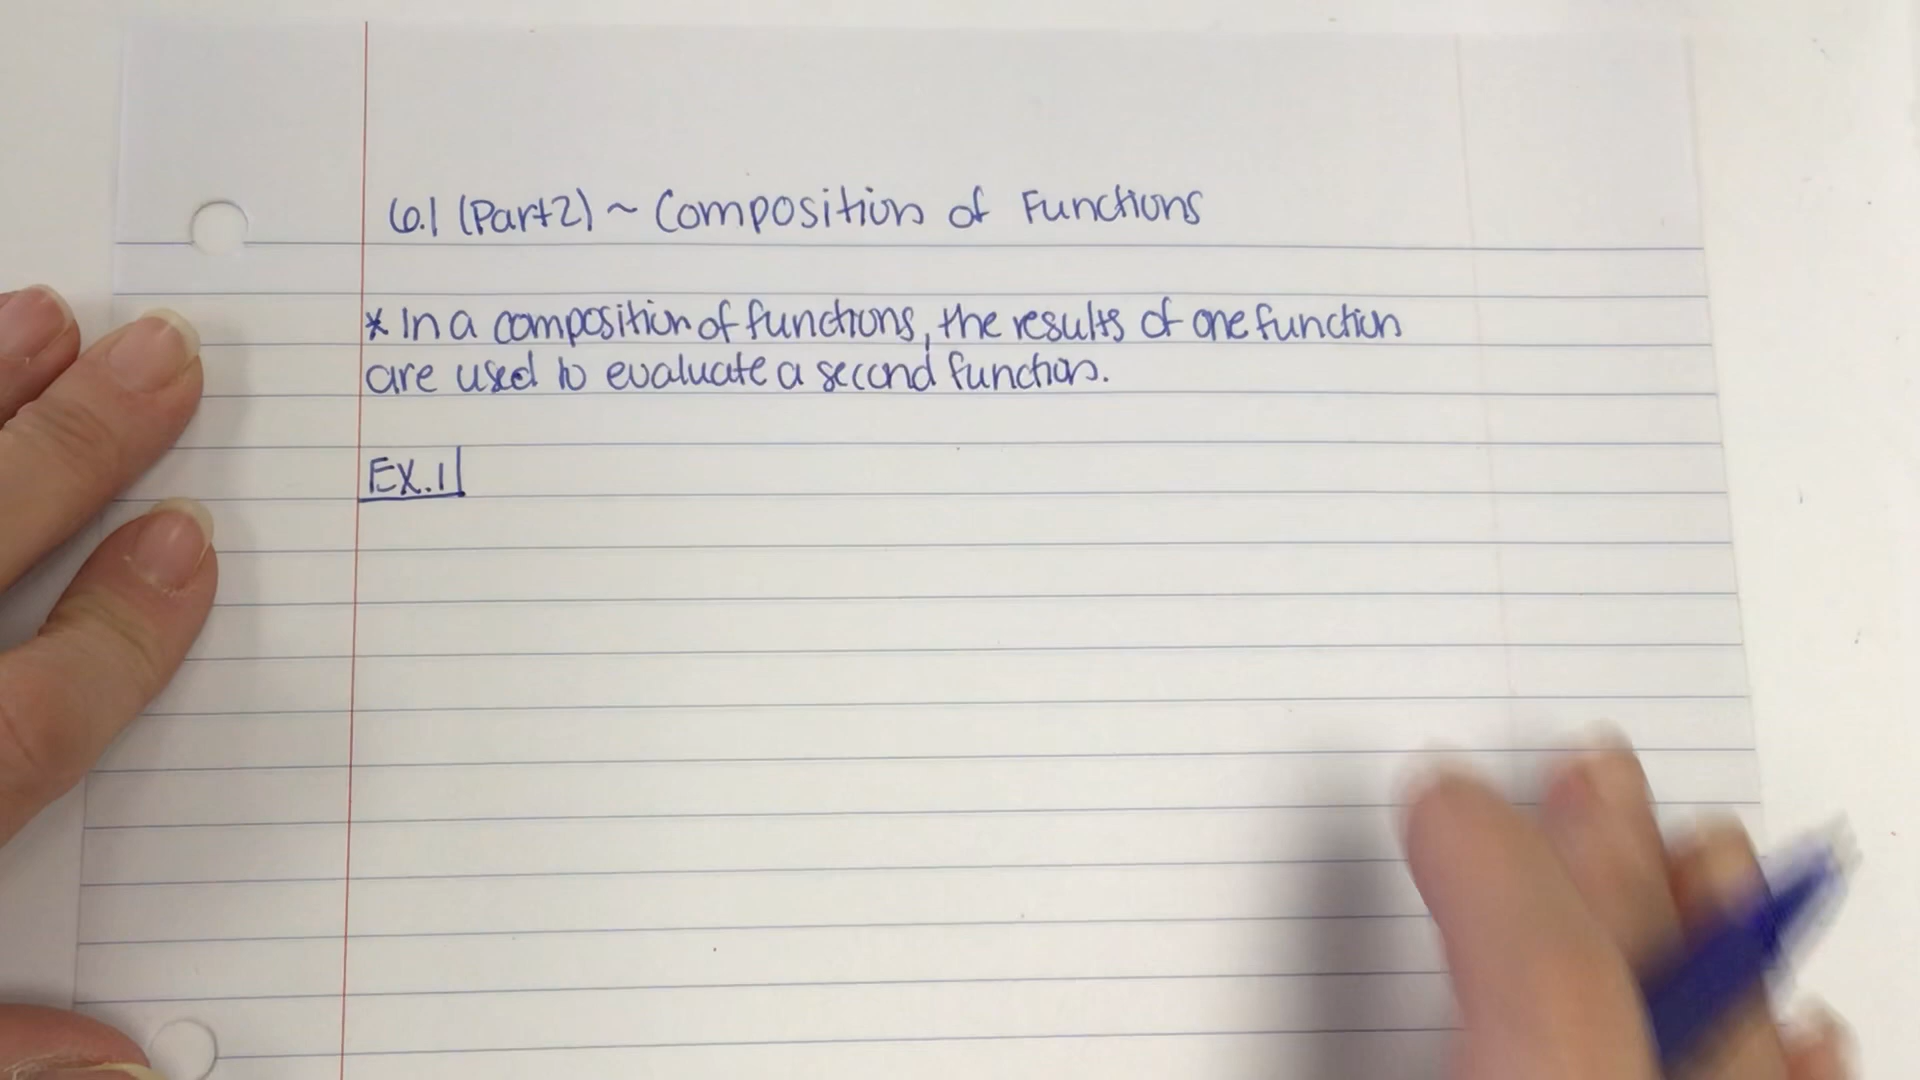 6.1 (Part 2) ~ Composition of Functions
* In a composition of functions, the results of one function
are used to evaluate a second function.
EX.1